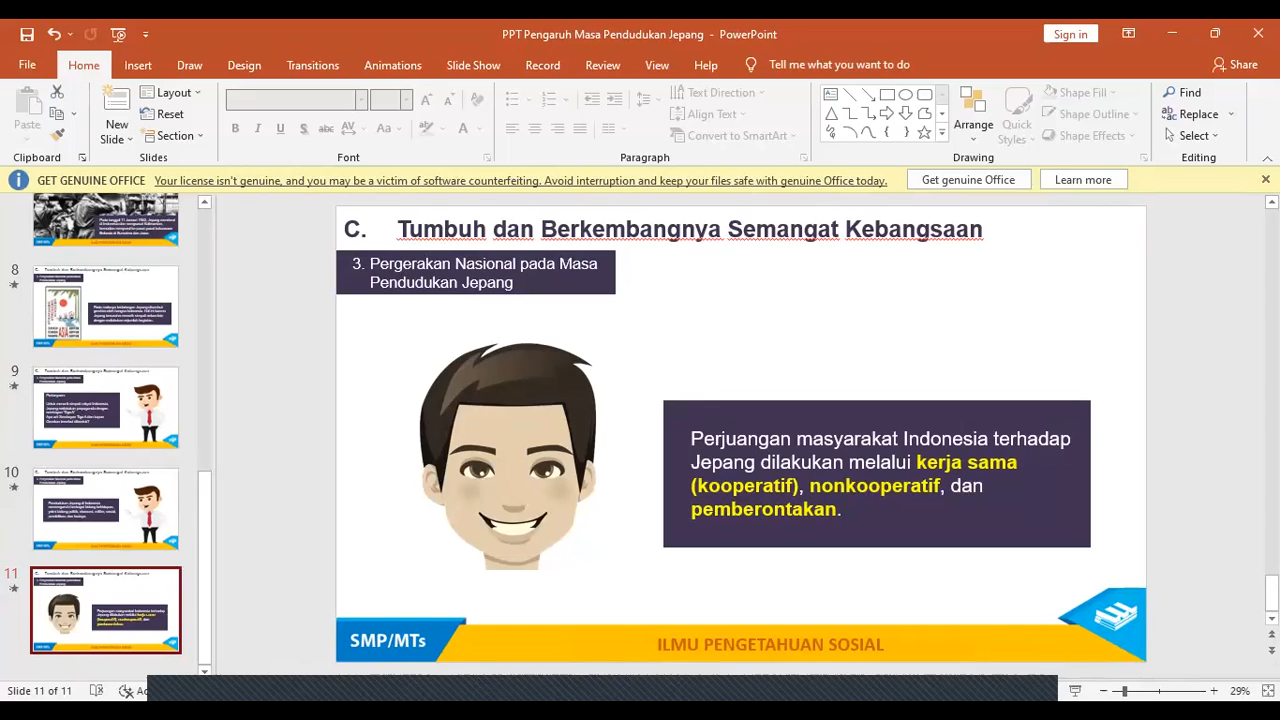 PPT Pengaruh Masa Pendudukan Jepang - PowerPoint
Sign in
File Home Insert Draw Design Transitions Animations Slide Show Record Review View Help Tell me what you want to do Share
Paste
Clipboard
New Slide
Layout
Reset
Section
Slides
Font
Text Direction
Align Text
Convert to SmartArt
Paragraph
Arrange
Quick Styles
Shape Fill
Shape Outline
Shape Effects
Drawing
Find
Replace
Select
Editing
GET GENUINE OFFICE Your license isn't genuine, and you may be a victim of software counterfeiting. Avoid interruption and keep your files safe with genuine Office today. Get genuine Office Learn more
8
9
10
11
C. Tumbuh dan Berkembangnya Semangat Kebangsaan
3. Pergerakan Nasional pada Masa
Pendudukan Jepang
Perjuangan masyarakat Indonesia terhadap
Jepang dilakukan melalui kerja sama
(kooperatif), nonkooperatif, dan
pemberontakan.
SMP/MTs
ILMU PENGETAHUAN SOSIAL
Slide 11 of 11
29%